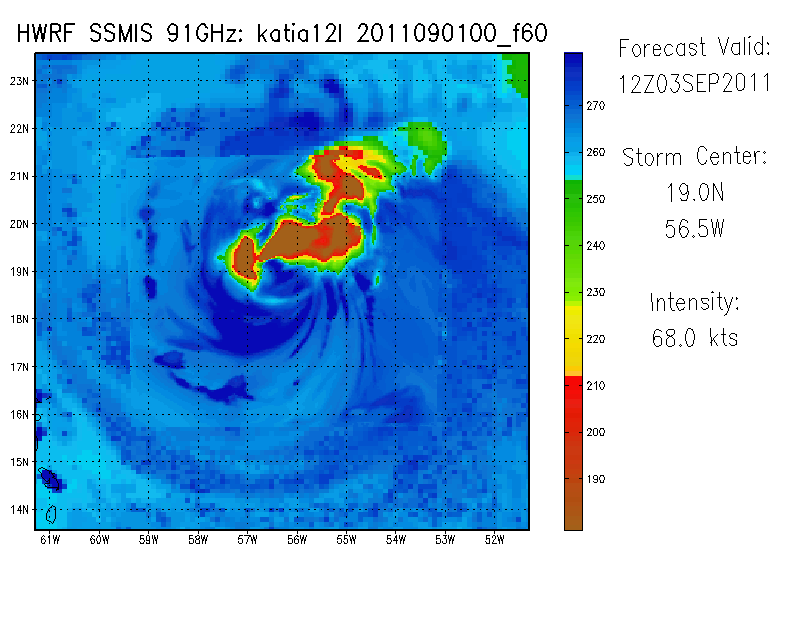 HWRF SSMIS 91GHz: katia12l 2011090100_f60
Forecast Valid:
12Z03SEP2011
Storm Center:
19.0N
56.5W
Intensity:
68.0 kts
23N
22N
21N
20N
19N
18N
17N
16N
15N
14N
61W 60W 59W 58W 57W 56W 55W 54W 53W 52W
270
260
250
240
230
220
210
200
190